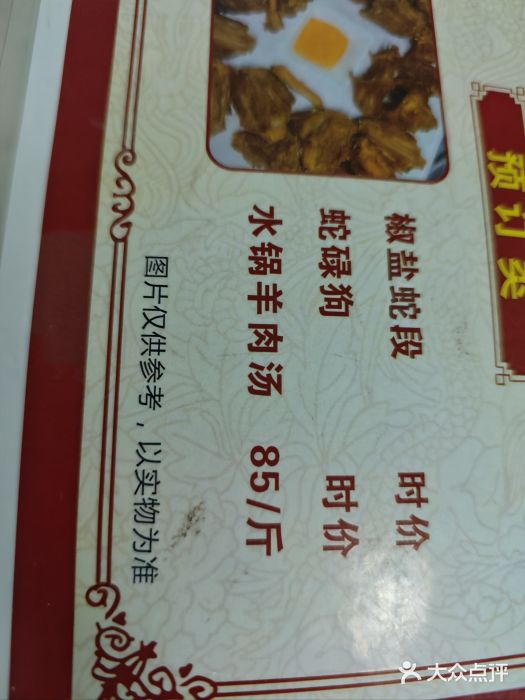 预订类
椒盐蛇段 时价
蛇碌狗 时价
水锅羊肉汤 85/斤
图片仅供参考，以实物为准
大众点评